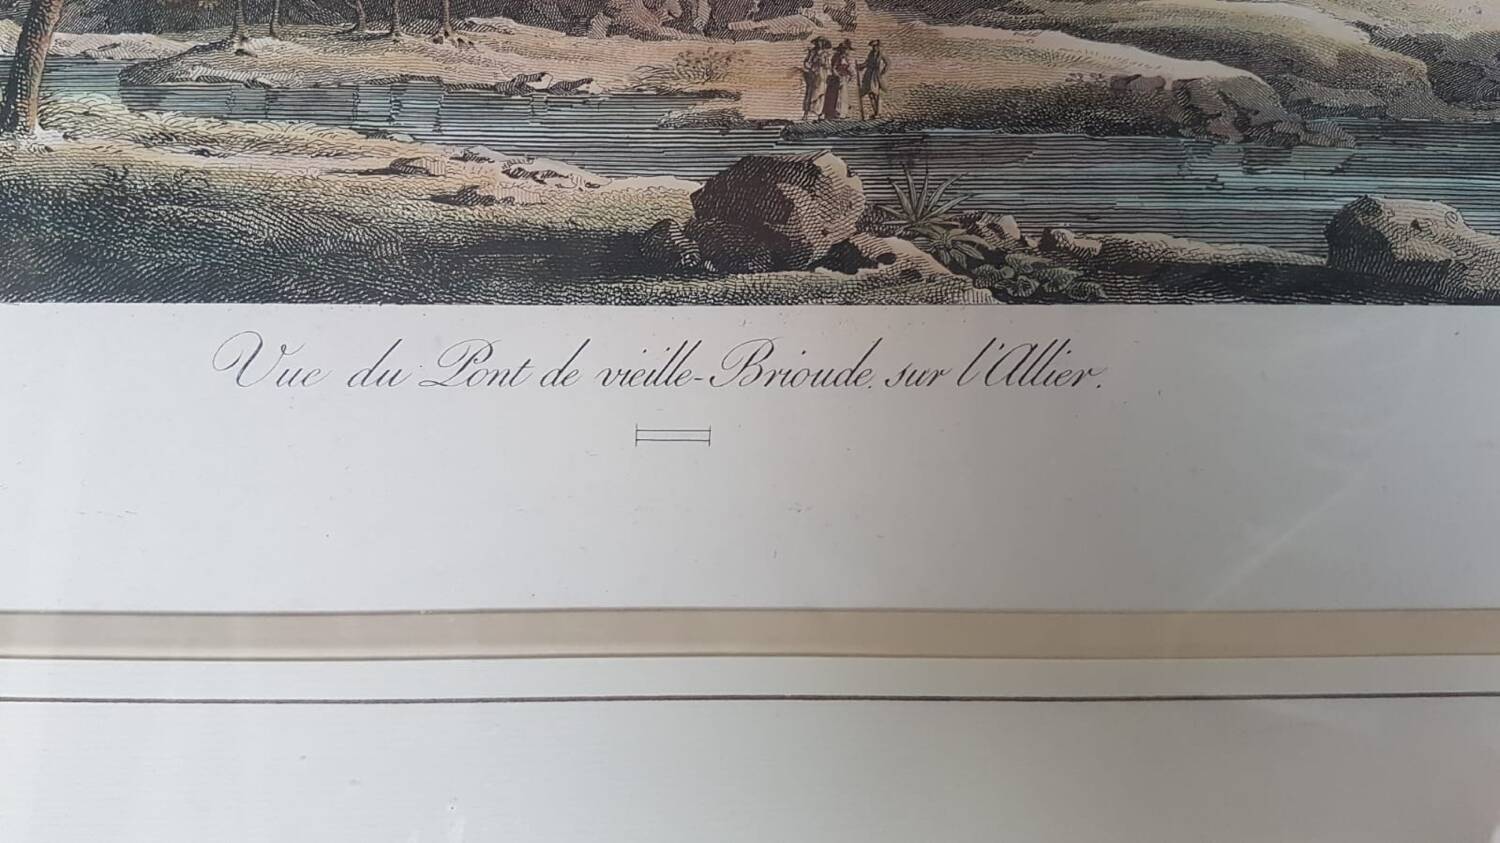 Vue du Pont de vieille-Brioude, sur l'Allier.